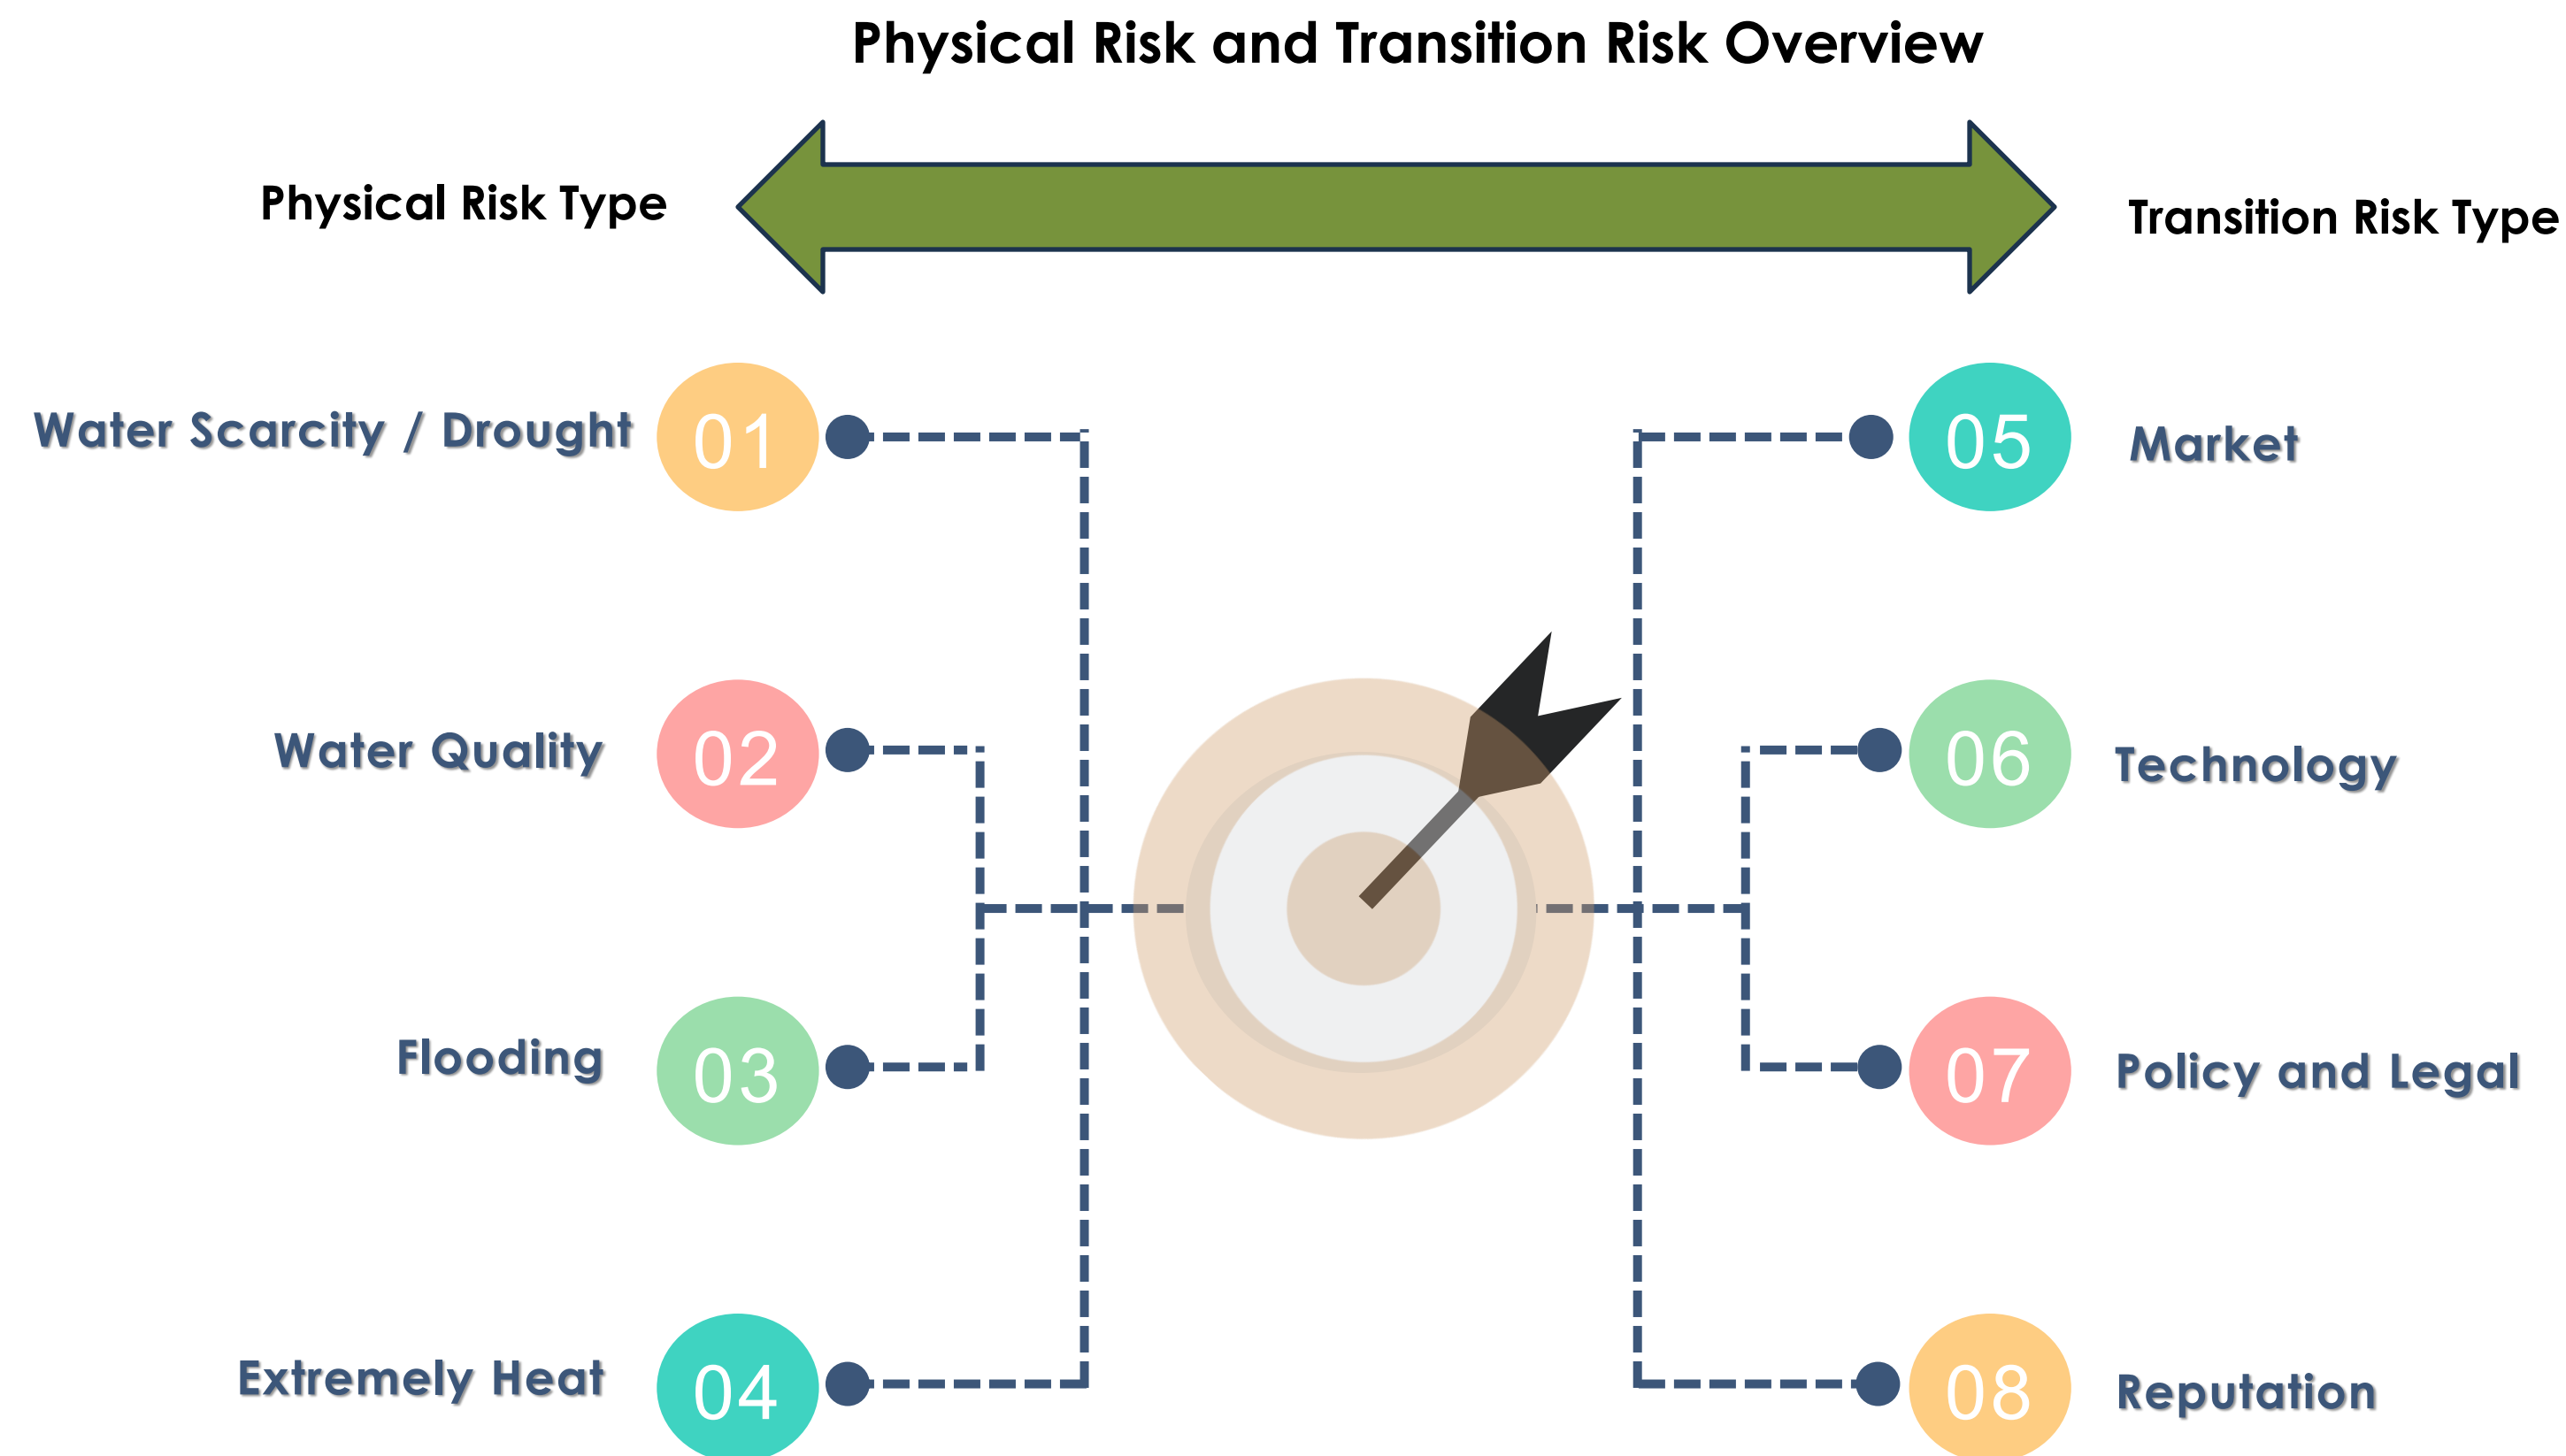 Physical Risk and Transition Risk Overview
Physical Risk Type
Transition Risk Type
Water Scarcity / Drought
01
05
Market
Water Quality
02
06
Technology
Flooding
03
07
Policy and Legal
Extremely Heat
04
08
Reputation